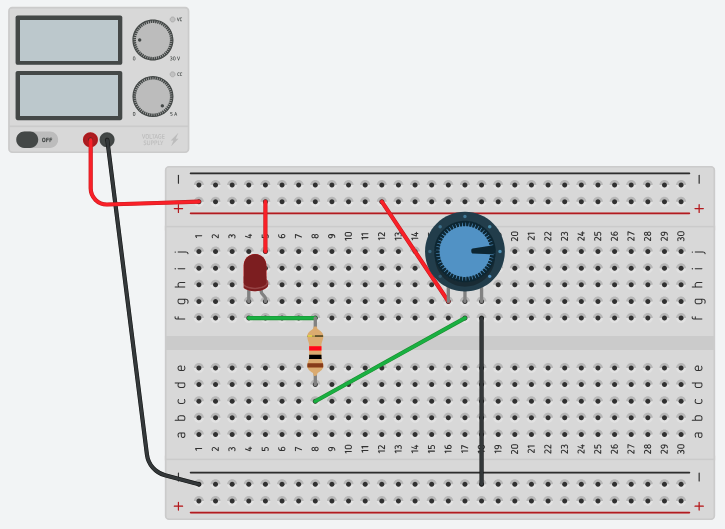 VC
0 30 V
CC
0 5 A
OFF
VOLTAGE
SUPPLY
− −
+ +
1 2 3 4 5 6 7 8 9 10 11 12 13 14 15 20 21 22 23 24 25 26 27 28 29 30
j j
i i
h h
g g
f f
e e
d d
c c
b b
a a
1 2 3 4 5 6 7 8 9 10 11 12 13 14 15 16 17 18 19 20 21 22 23 24 25 26 27 28 29 30
− −
+ +